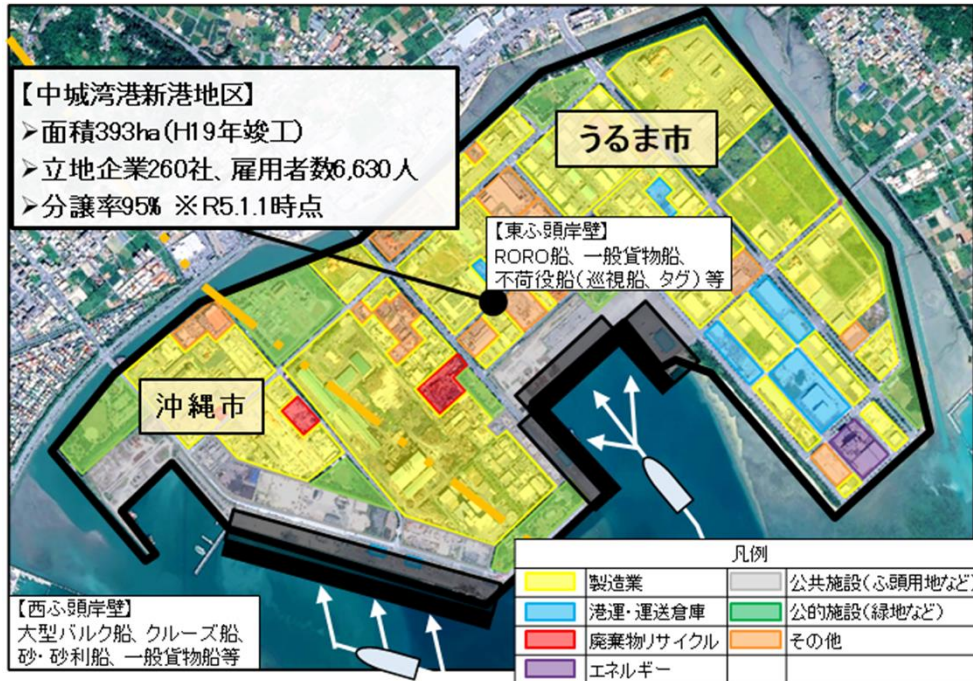 【中城湾港新港地区】
➢面積393ha(H19年竣工)
➢立地企業260社、雇用者数6,630人
➢分譲率95% ※R5.1.1時点
うるま市
【東ふ頭岸壁】
RORO船、一般貨物船、
不荷役船(巡視船、タグ)等
沖縄市
【西ふ頭岸壁】
大型バルク船、クルーズ船、
砂・砂利船、一般貨物船等
凡例
製造業 公共施設(ふ頭用地など)
港運・運送倉庫 公的施設(緑地など)
廃棄物リサイクル その他
エネルギー